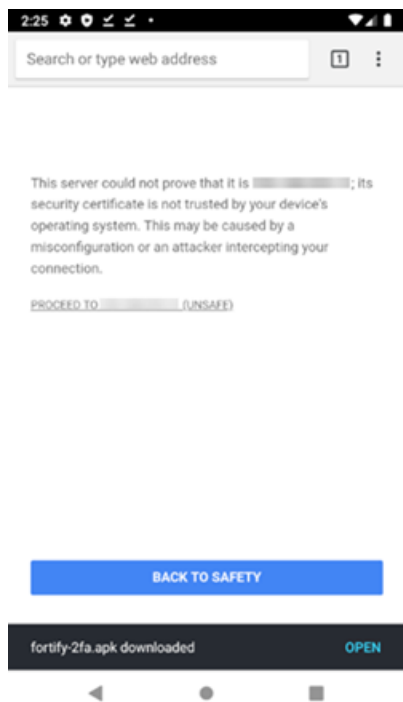 2:25
Search or type web address
1
This server could not prove that it is ; its
security certificate is not trusted by your device's
operating system. This may be caused by a
misconfiguration or an attacker intercepting your
connection.
PROCEED TO (UNSAFE)
BACK TO SAFETY
fortify-2fa.apk downloaded
OPEN